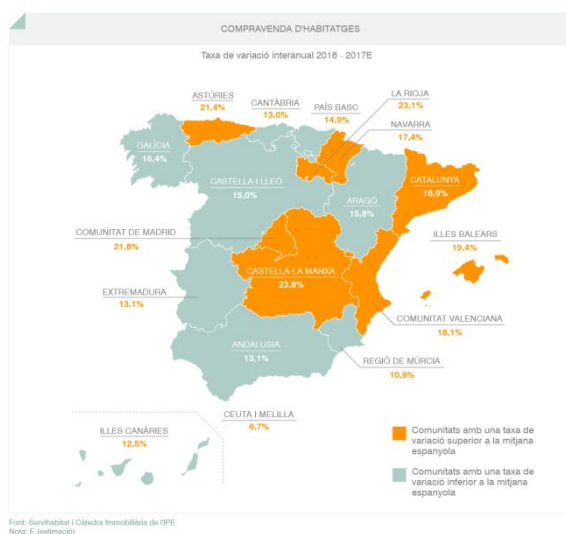 COMPRAVENDA D'HABITATGES
Taxa de variació interanual 2016 - 2017E
ASTÚRIES
21,4%
CANTÀBRIA
13,0%
PAÍS BASC
14,9%
LA RIOJA
23,1%
NAVARRA
17,4%
GALÍCIA
16,4%
CASTELLA I LLEÓ
15,0%
ARAGÓ
15,8%
CATALUNYA
18,9%
COMUNITAT DE MADRID
21,8%
ILLES BALEARS
19,4%
CASTELLA-LA MANXA
23,8%
EXTREMADURA
13,1%
COMUNITAT VALENCIANA
18,1%
ANDALUSIA
13,1%
REGIÓ DE MÚRCIA
10,9%
CEUTA I MELILLA
6,7%
ILLES CANÀRIES
12,5%
Comunitats amb una taxa de
variació superior a la mitjana
espanyola
Comunitats amb una taxa de
variació inferior a la mitjana
espanyola
Font: Servihabitat i Càtedra Immobiliària de l'IPE
Nota: E (estimació)